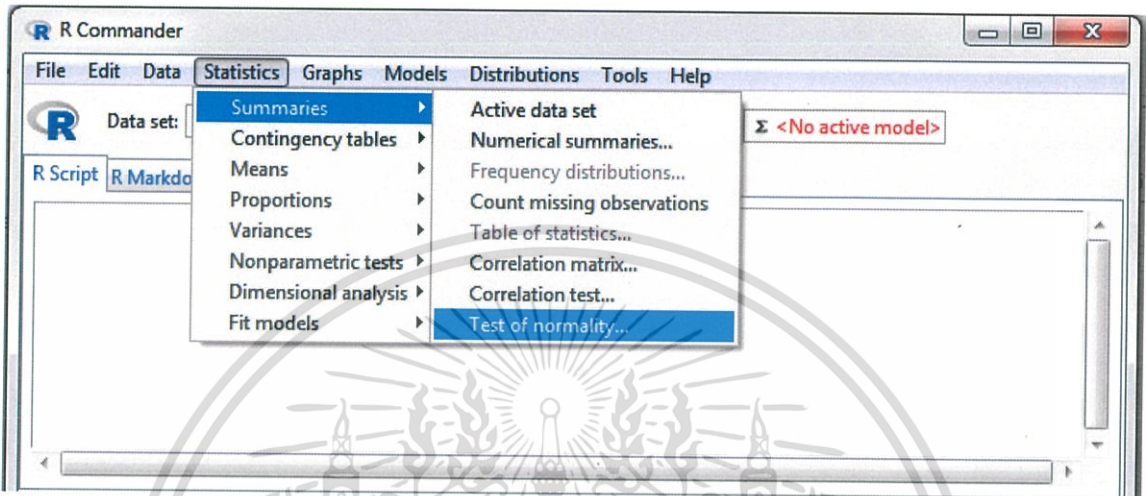 R Commander
File Edit Data Statistics Graphs Models Distributions Tools Help
R Data set: Σ <No active model>
R Script R Markdo
Summaries
Contingency tables
Means
Proportions
Variances
Nonparametric tests
Dimensional analysis
Fit models
Active data set
Numerical summaries...
Frequency distributions...
Count missing observations
Table of statistics...
Correlation matrix...
Correlation test...
Test of normality...